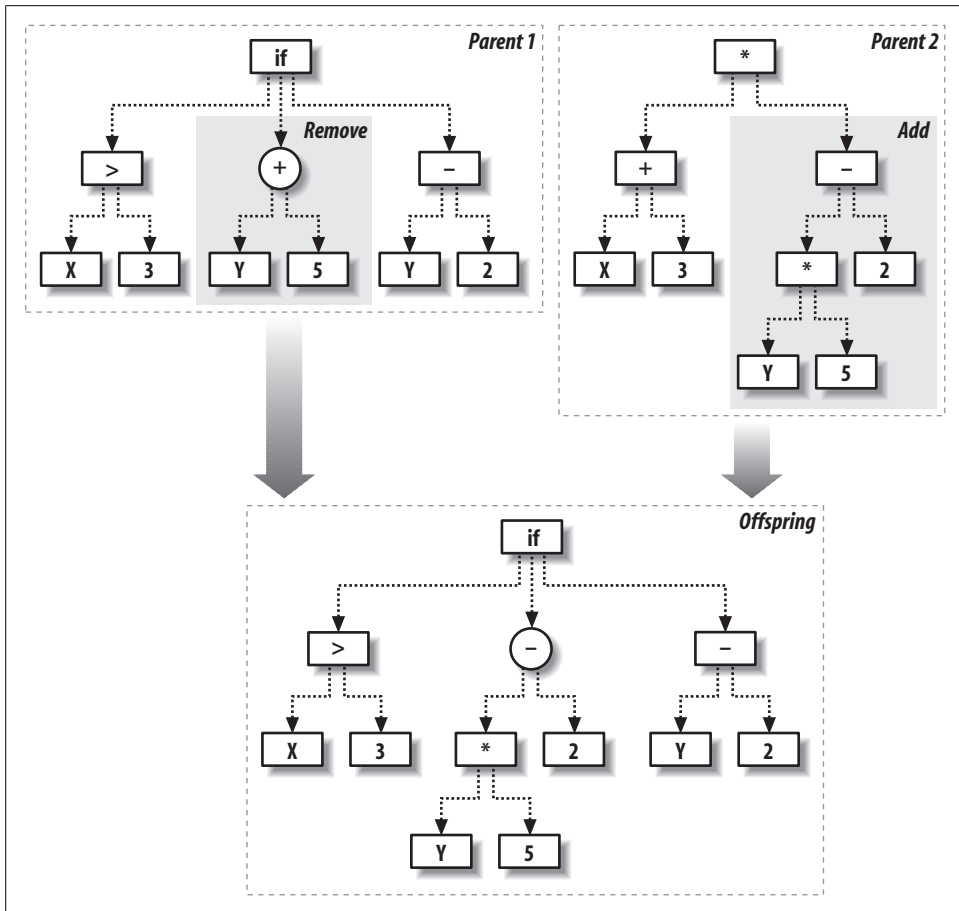 Parent 1
if
Remove
>
+
-
X
3
Y
5
Y
2
Parent 2
*
Add
+
-
X
3
*
2
Y
5
Offspring
if
>
-
-
X
3
*
2
Y
2
Y
5